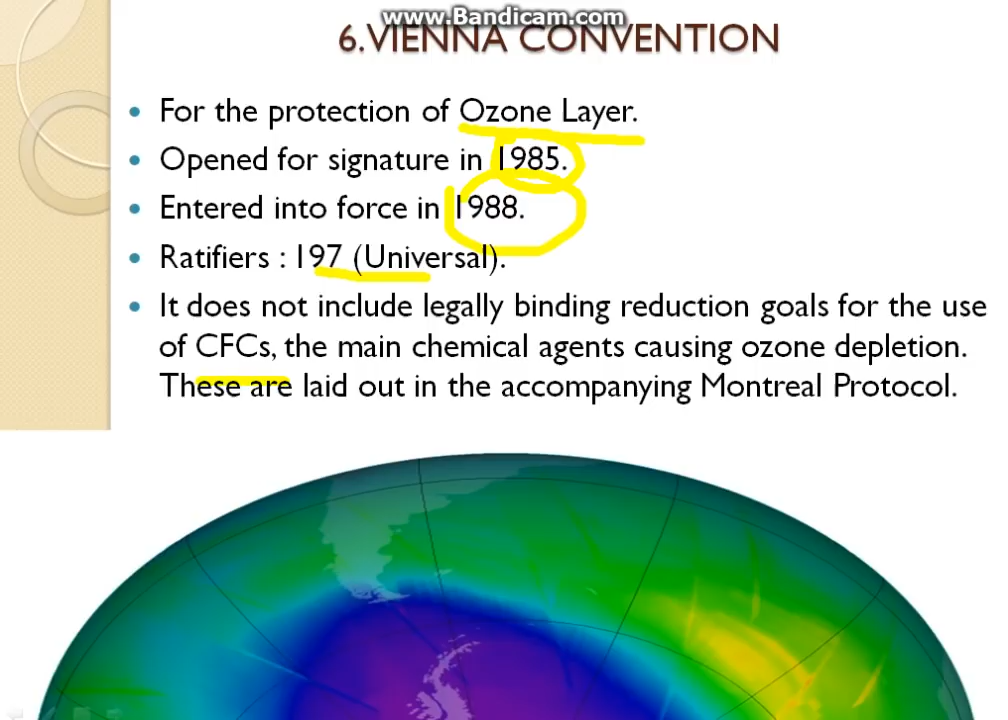 www.Bandicam.com
6.VIENNA CONVENTION
• For the protection of Ozone Layer.
• Opened for signature in 1985.
• Entered into force in 1988.
• Ratifiers : 197 (Universal).
• It does not include legally binding reduction goals for the use
of CFCs, the main chemical agents causing ozone depletion.
These are laid out in the accompanying Montreal Protocol.